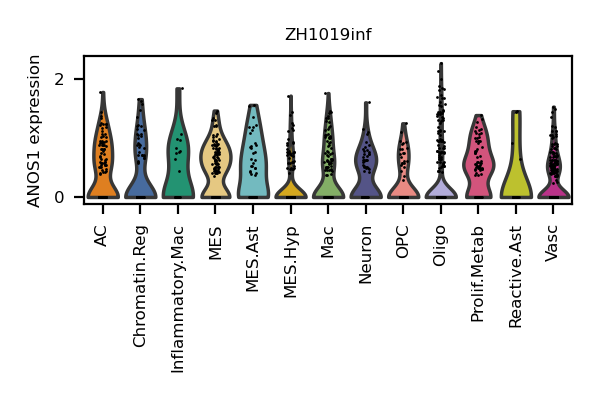 ZH1019inf
ANOS1 expression
2
0
AC
Chromatin.Reg
Inflammatory.Mac
MES
MES.Ast
MES.Hyp
Mac
Neuron
OPC
Oligo
Prolif.Metab
Reactive.Ast
Vasc